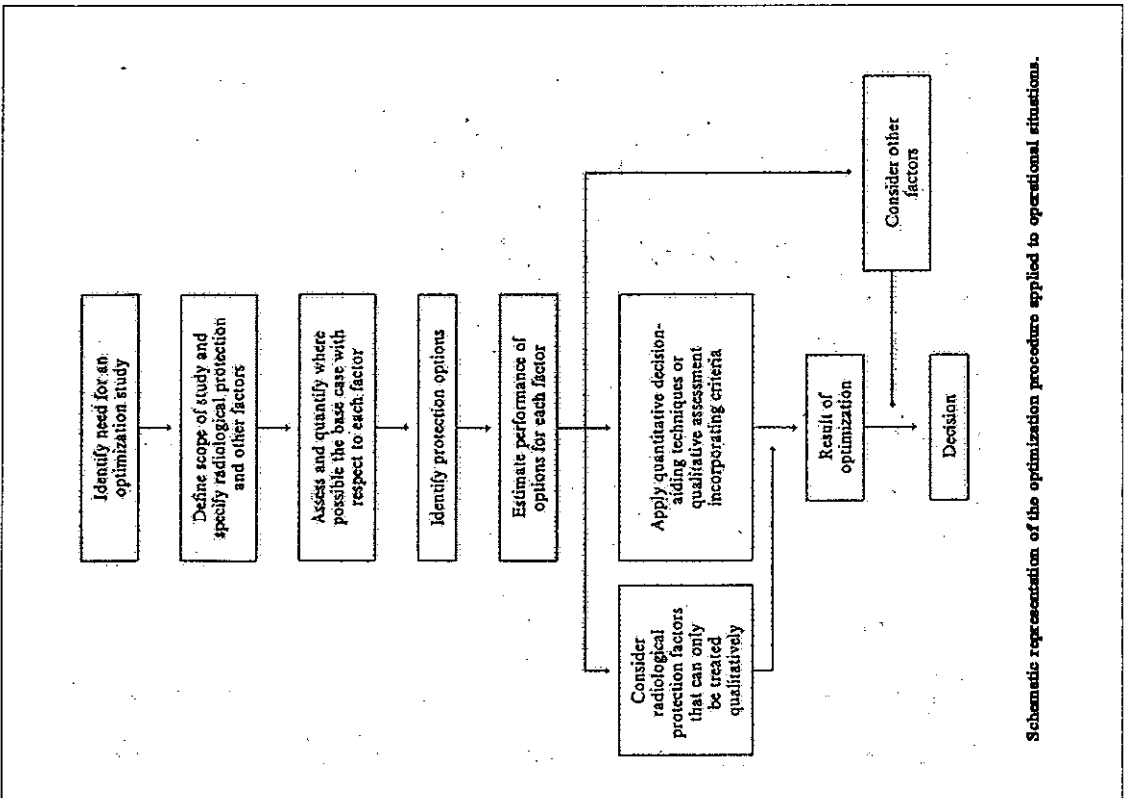 Identify need for an
optimization study
Define scope of study and
specify radiological protection
and other factors
Assess and quantify where
possible the base case with
respect to each factor
Identify protection options
Estimate performance of
options for each factor
Consider
radiological
protection factors
that can only
be treated
qualitatively
Apply quantitative decision-
aiding techniques or
qualitative assessment
incorporating criteria
Consider other
factors
Result of
optimization
Decision
Schematic representation of the optimization procedure applied to operational situations.